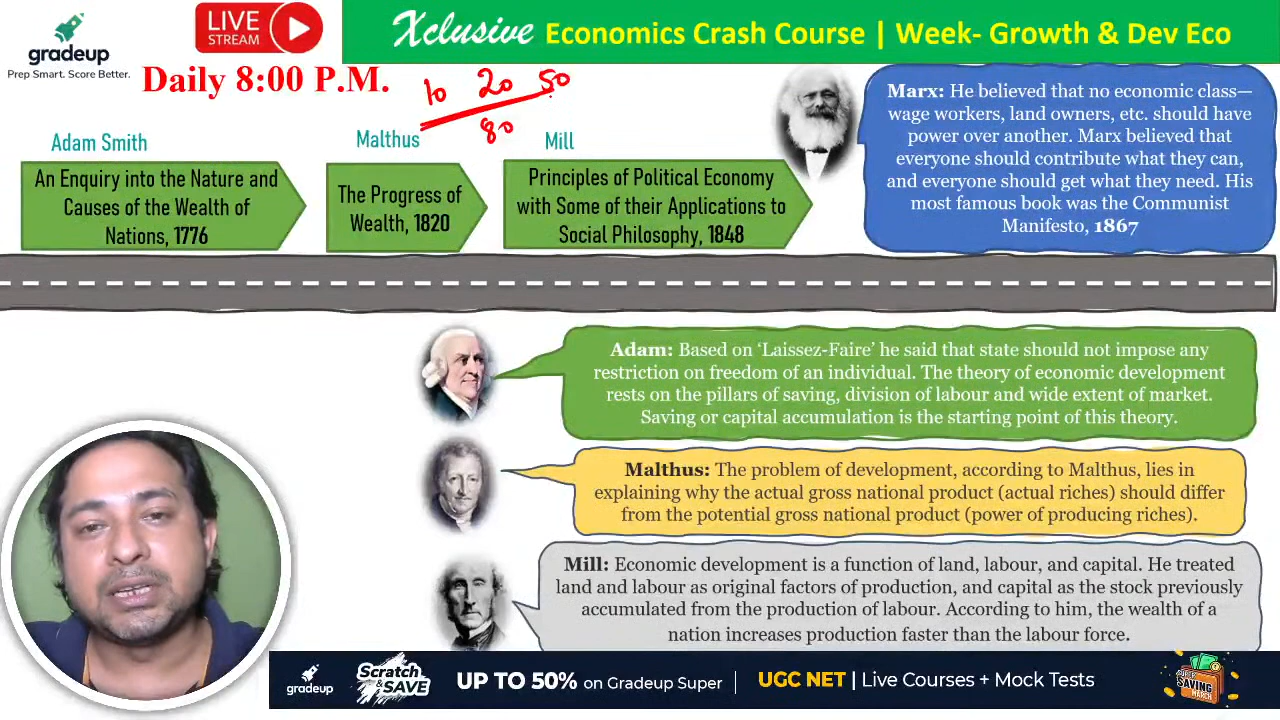 gradeup
Prep Smart. Score Better.
LIVE
STREAM
Xclusive Economics Crash Course | Week- Growth & Dev Eco
Daily 8:00 P.M.
10 20 50
80
Adam Smith
An Enquiry into the Nature and
Causes of the Wealth of
Nations, 1776
Malthus
The Progress of
Wealth, 1820
Mill
Principles of Political Economy
with Some of their Applications to
Social Philosophy, 1848
Marx: He believed that no economic class—
wage workers, land owners, etc. should have
power over another. Marx believed that
everyone should contribute what they can,
and everyone should get what they need. His
most famous book was the Communist
Manifesto, 1867
Adam: Based on ‘Laissez-Faire’ he said that state should not impose any
restriction on freedom of an individual. The theory of economic development
rests on the pillars of saving, division of labour and wide extent of market.
Saving or capital accumulation is the starting point of this theory.
Malthus: The problem of development, according to Malthus, lies in
explaining why the actual gross national product (actual riches) should differ
from the potential gross national product (power of producing riches).
Mill: Economic development is a function of land, labour, and capital. He treated
land and labour as original factors of production, and capital as the stock previously
accumulated from the production of labour. According to him, the wealth of a
nation increases production faster than the labour force.
gradeup
Scratch
& SAVE
UP TO 50% on Gradeup Super
UGC NET | Live Courses + Mock Tests
SUPER
SAVING
MARCH